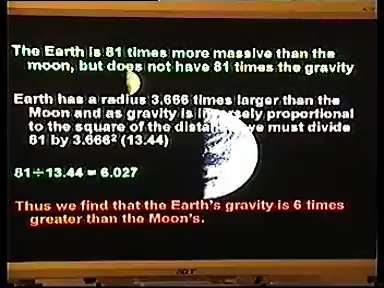 The Earth is 81 times more massive than the
moon, but does not have 81 times the gravity
Earth has a radius 3.666 times larger than the
Moon and as gravity is inversely proportional
to the square of the distance we must divide
81 by 3.666² (13.44)
81÷13.44 = 6.027
Thus we find that the Earth's gravity is 6 times
greater than the Moon's.